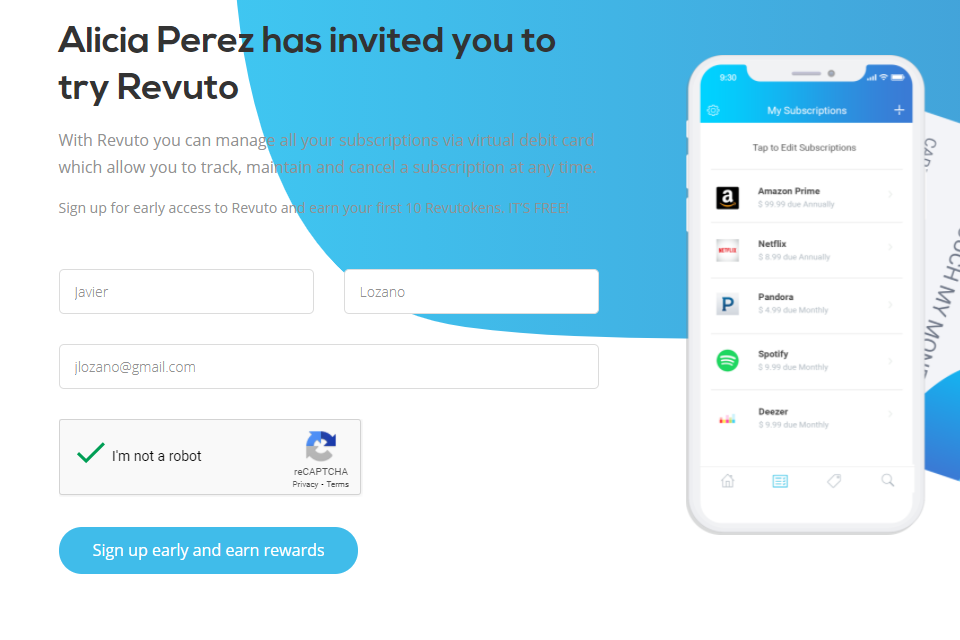 Alicia Perez has invited you to
try Revuto
With Revuto you can manage all your subscriptions via virtual debit card
which allow you to track, maintain and cancel a subscription at any time.
Sign up for early access to Revuto and earn your first 10 Revutokens, IT'S FREE!
Javier
Lozano
jlozano@gmail.com
I'm not a robot
reCAPTCHA
Privacy - Terms
Sign up early and earn rewards
9:30
My Subscriptions
Tap to Edit Subscriptions
a
Amazon Prime
$ 99.99 due Annually
NETFLIX
Netflix
$ 8.99 due Annually
P
Pandora
$ 4.99 due Monthly
Spotify
$ 9.99 due Monthly
Deezer
$ 9.99 due Monthly
MY